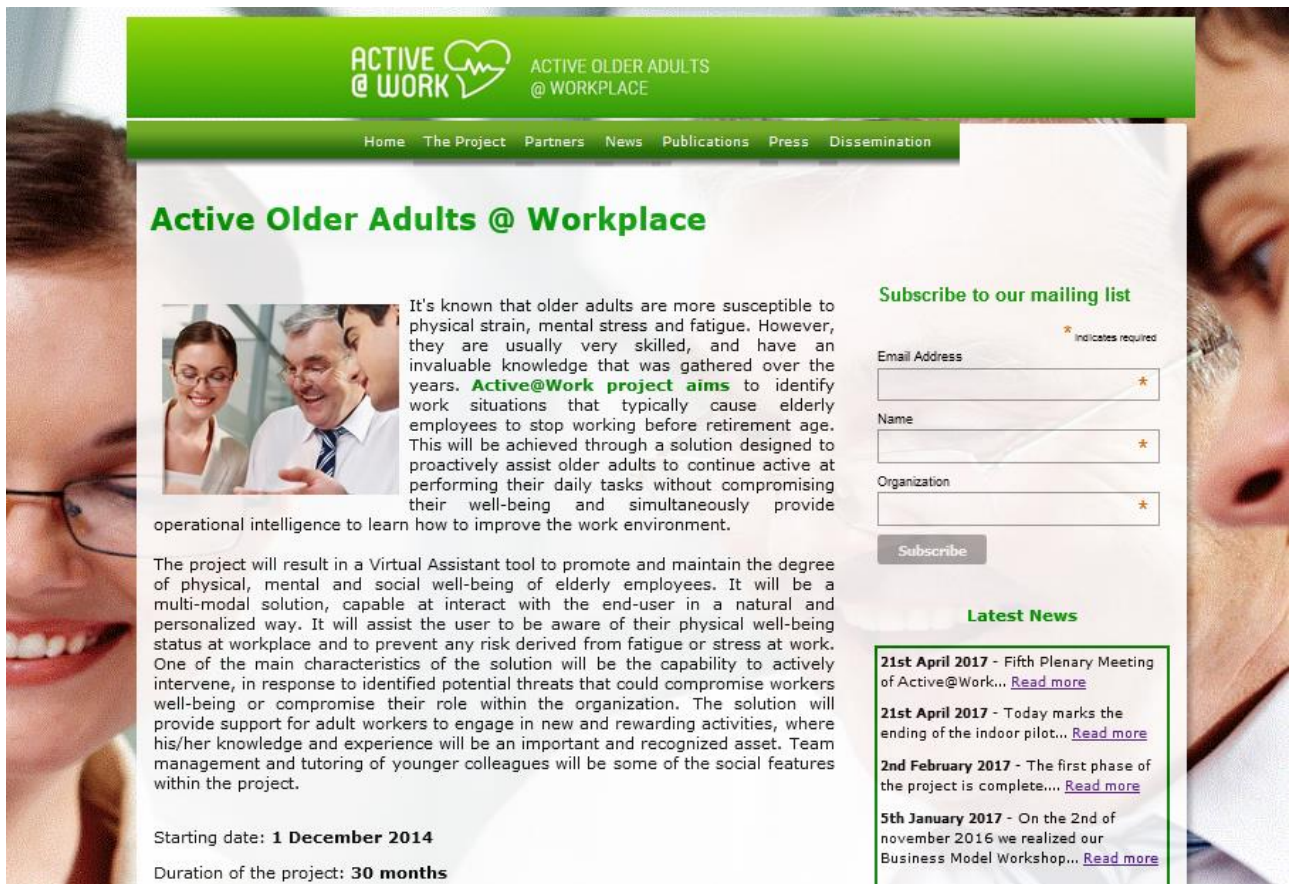 ACTIVE
@ WORK
ACTIVE OLDER ADULTS
@ WORKPLACE
Home The Project Partners News Publications Press Dissemination
Active Older Adults @ Workplace
It's known that older adults are more susceptible to
physical strain, mental stress and fatigue. However,
they are usually very skilled, and have an
invaluable knowledge that was gathered over the
years. Active@Work project aims to identify
work situations that typically cause elderly
employees to stop working before retirement age.
This will be achieved through a solution designed to
proactively assist older adults to continue active at
performing their daily tasks without compromising
their well-being and simultaneously provide
operational intelligence to learn how to improve the work environment.
The project will result in a Virtual Assistant tool to promote and maintain the degree
of physical, mental and social well-being of elderly employees. It will be a
multi-modal solution, capable at interact with the end-user in a natural and
personalized way. It will assist the user to be aware of their physical well-being
status at workplace and to prevent any risk derived from fatigue or stress at work.
One of the main characteristics of the solution will be the capability to actively
intervene, in response to identified potential threats that could compromise workers
well-being or compromise their role within the organization. The solution will
provide support for adult workers to engage in new and rewarding activities, where
his/her knowledge and experience will be an important and recognized asset. Team
management and tutoring of younger colleagues will be some of the social features
within the project.
Starting date: 1 December 2014
Duration of the project: 30 months
Subscribe to our mailing list
* indicates required
Email Address
*
Name
*
Organization
*
Subscribe
Latest News
21st April 2017 - Fifth Plenary Meeting
of Active@Work... Read more
21st April 2017 - Today marks the
ending of the indoor pilot... Read more
2nd February 2017 - The first phase of
the project is complete.... Read more
5th January 2017 - On the 2nd of
november 2016 we realized our
Business Model Workshop... Read more